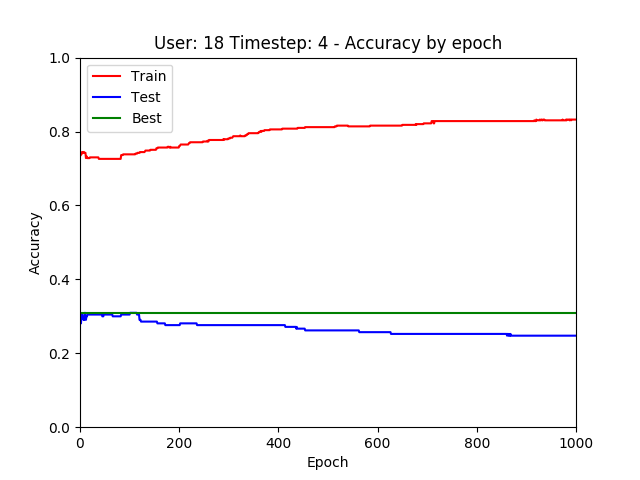 User: 18 Timestep: 4 - Accuracy by epoch
Train
Test
Best
1.0
0.8
0.6
0.4
0.2
0.0
Accuracy
0 200 400 600 800 1000
Epoch